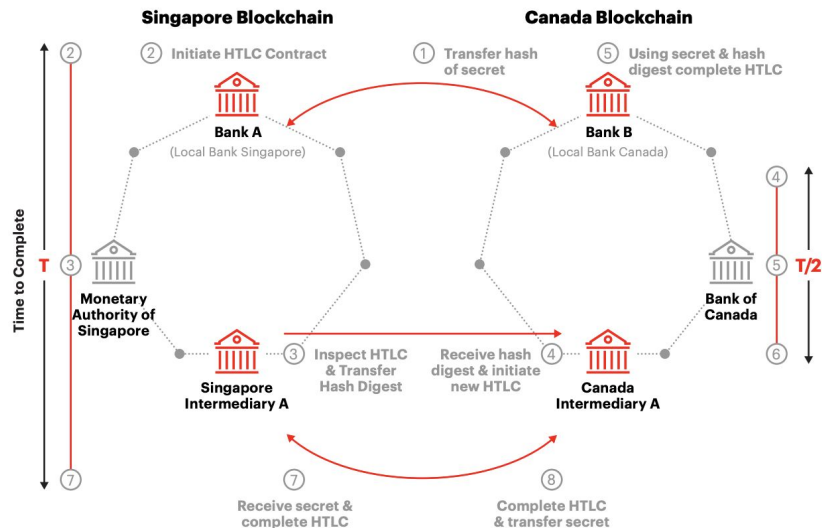 Singapore Blockchain
Canada Blockchain
2
2 Initiate HTLC Contract
1 Transfer hash
of secret
5 Using secret & hash
digest complete HTLC
Bank A
(Local Bank Singapore)
Bank B
(Local Bank Canada)
4
Time to Complete
T
3
Monetary
Authority of
Singapore
Bank of
Canada
5
T/2
3 Inspect HTLC
& Transfer
Hash Digest
Receive hash
digest & initiate
new HTLC
4
6
Singapore
Intermediary A
Canada
Intermediary A
7
7
Receive secret &
complete HTLC
8
Complete HTLC
& transfer secret